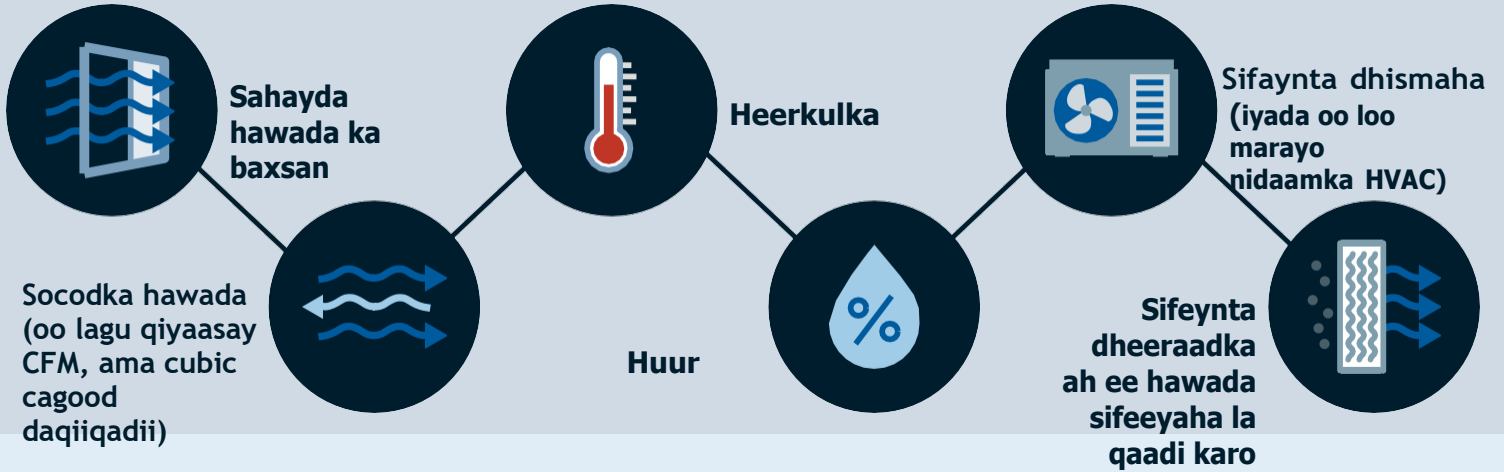 Sahayda
hawada ka
baxsan
Socodka hawada
(oo lagu qiyaasay
CFM, ama cubic
cagood
daqiiqadii)
Heerkulka
Huur
%
Sifaynta dhismaha
(iyada oo loo
marayo
nidaamka HVAC)
Sifeynta
dheeraadka
ah ee hawada
sifeeyaha la
qaadi karo